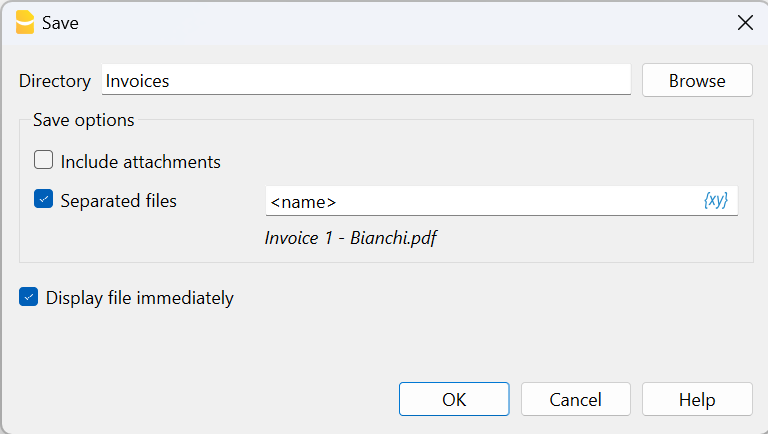 Save
Directory Invoices Browse
Save options
Include attachments
Separated files <name> {xy}
Invoice 1 - Bianchi.pdf
Display file immediately
OK Cancel Help